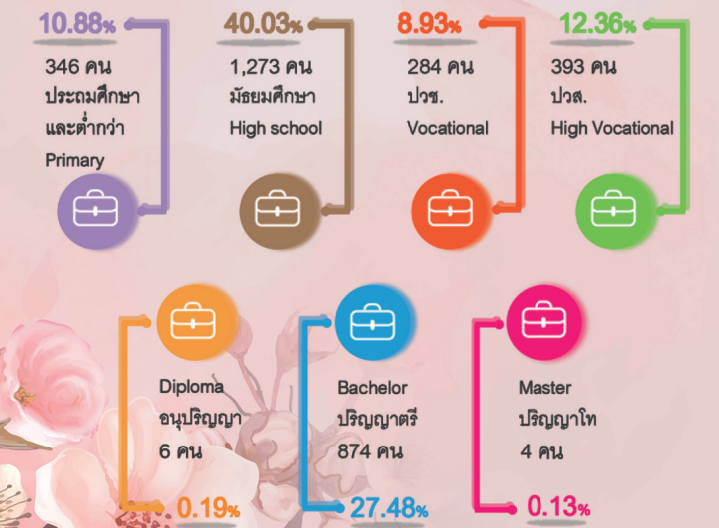 10.88%
346 คน
ประถมศึกษา
และต่ำกว่า
Primary
40.03%
1,273 คน
มัธยมศึกษา
High school
8.93%
284 คน
ปวช.
Vocational
12.36%
393 คน
ปวส.
High Vocational
Diploma
อนุปริญญา
6 คน
0.19%
Bachelor
ปริญญาตรี
874 คน
27.48%
Master
ปริญญาโท
4 คน
0.13%